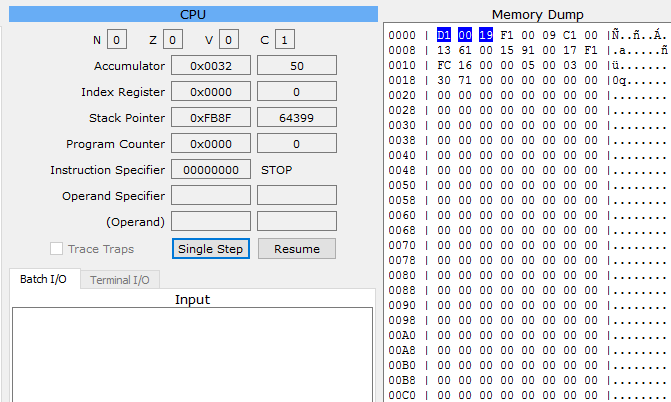 CPU
N 0 Z 0 V 0 C 1
Accumulator 0x0032 50
Index Register 0x0000 0
Stack Pointer 0xFB8F 64399
Program Counter 0x0000 0
Instruction Specifier 00000000 STOP
Operand Specifier
(Operand)
Trace Traps Single Step Resume
Batch I/O Terminal I/O
Input
Memory Dump
0000 | D1 00 19 F1 00 09 C1 00 |Ñ..ñ..Á.
0008 | 13 61 00 15 91 00 17 F1 |.a.....ñ
0010 | FC 16 00 00 05 00 03 00 |ü.......
0018 | 30 71 00 00 00 00 00 00 |0q......
0020 | 00 00 00 00 00 00 00 00 |........
0028 | 00 00 00 00 00 00 00 00 |........
0030 | 00 00 00 00 00 00 00 00 |........
0038 | 00 00 00 00 00 00 00 00 |........
0040 | 00 00 00 00 00 00 00 00 |........
0048 | 00 00 00 00 00 00 00 00 |........
0050 | 00 00 00 00 00 00 00 00 |........
0058 | 00 00 00 00 00 00 00 00 |........
0060 | 00 00 00 00 00 00 00 00 |........
0068 | 00 00 00 00 00 00 00 00 |........
0070 | 00 00 00 00 00 00 00 00 |........
0078 | 00 00 00 00 00 00 00 00 |........
0080 | 00 00 00 00 00 00 00 00 |........
0088 | 00 00 00 00 00 00 00 00 |........
0090 | 00 00 00 00 00 00 00 00 |........
0098 | 00 00 00 00 00 00 00 00 |........
00A0 | 00 00 00 00 00 00 00 00 |........
00A8 | 00 00 00 00 00 00 00 00 |........
00B0 | 00 00 00 00 00 00 00 00 |........
00B8 | 00 00 00 00 00 00 00 00 |........
00C0 | 00 00 00 00 00 00 00 00 |........